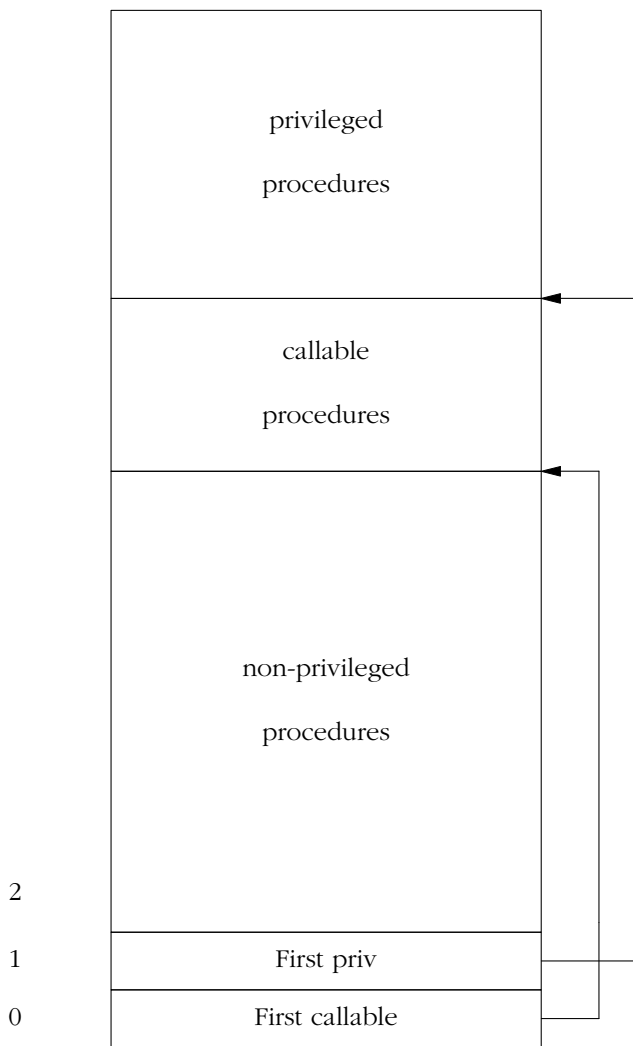 privileged
procedures
callable
procedures
non-privileged
procedures
2
1 First priv
0 First callable